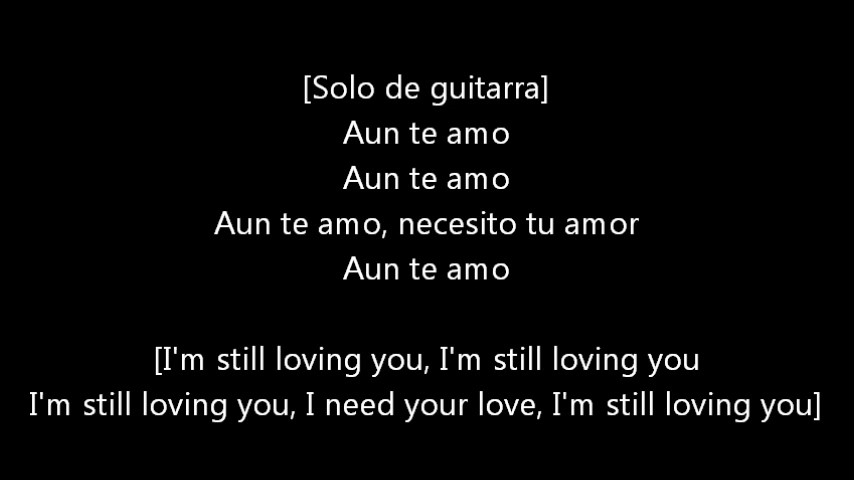 [Solo de guitarra]
Aun te amo
Aun te amo
Aun te amo, necesito tu amor
Aun te amo
[I'm still loving you, I'm still loving you
I'm still loving you, I need your love, I'm still loving you]